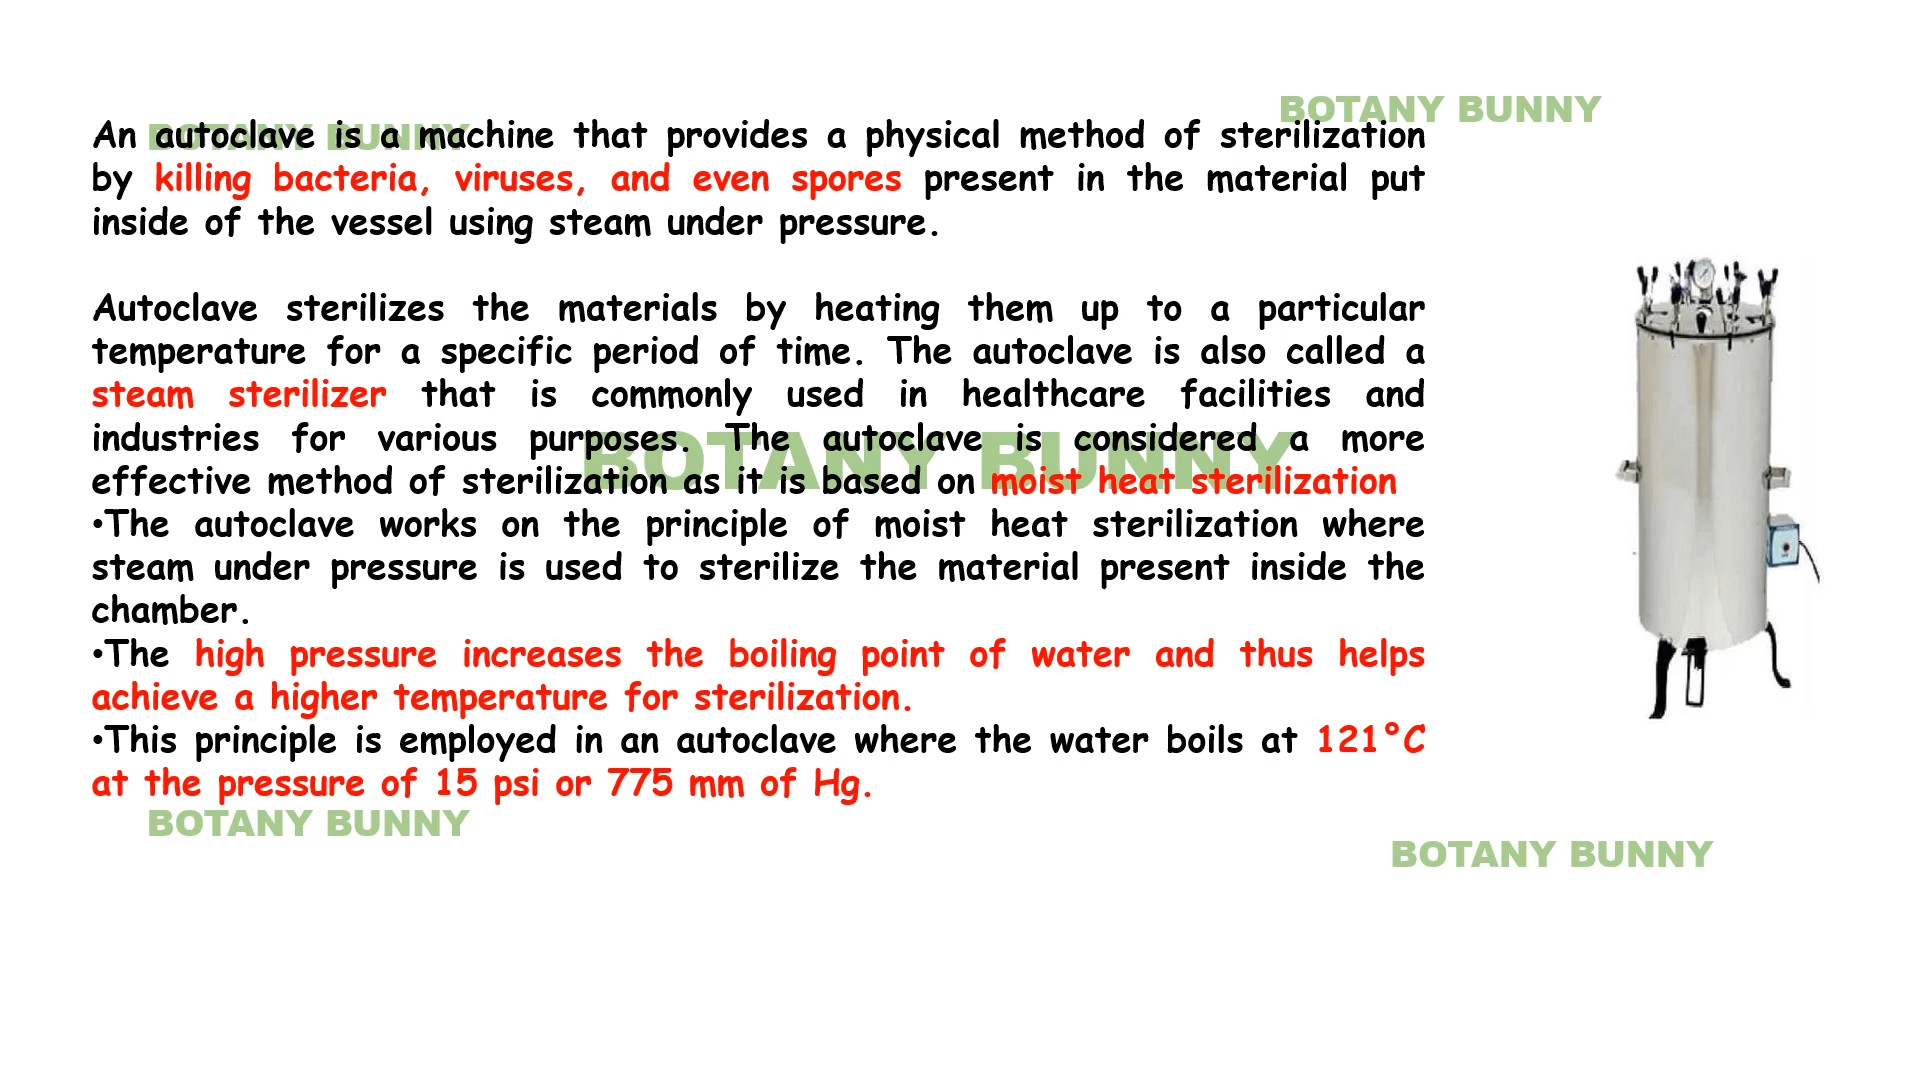 BOTANY BUNNY
BOTANY BUNNY
An autoclave is a machine that provides a physical method of sterilization
by killing bacteria, viruses, and even spores present in the material put
inside of the vessel using steam under pressure.
Autoclave sterilizes the materials by heating them up to a particular
temperature for a specific period of time. The autoclave is also called a
steam sterilizer that is commonly used in healthcare facilities and
industries for various purposes. The autoclave is considered a more
effective method of sterilization as it is based on moist heat sterilization
BOTANY BUNNY
•The autoclave works on the principle of moist heat sterilization where
steam under pressure is used to sterilize the material present inside the
chamber.
•The high pressure increases the boiling point of water and thus helps
achieve a higher temperature for sterilization.
•This principle is employed in an autoclave where the water boils at 121°C
at the pressure of 15 psi or 775 mm of Hg.
BOTANY BUNNY
BOTANY BUNNY